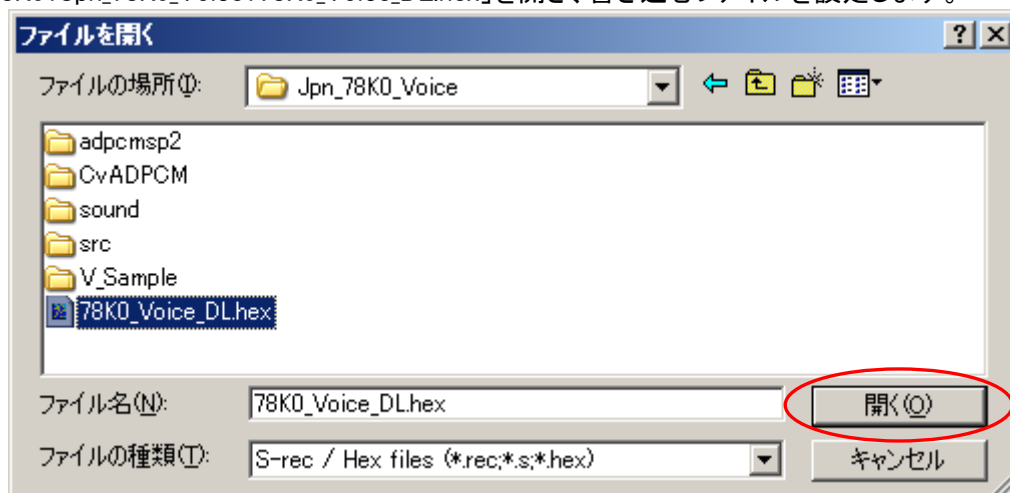 ファイルを開く
ファイルの場所(I):
Jpn_78K0_Voice
adpcmsp2
CvADPCM
sound
src
V_Sample
78K0_Voice_DL.hex
ファイル名(N):
78K0_Voice_DL.hex
開く(O)
ファイルの種類(T):
S-rec / Hex files (*.rec;*.s;*.hex)
キャンセル